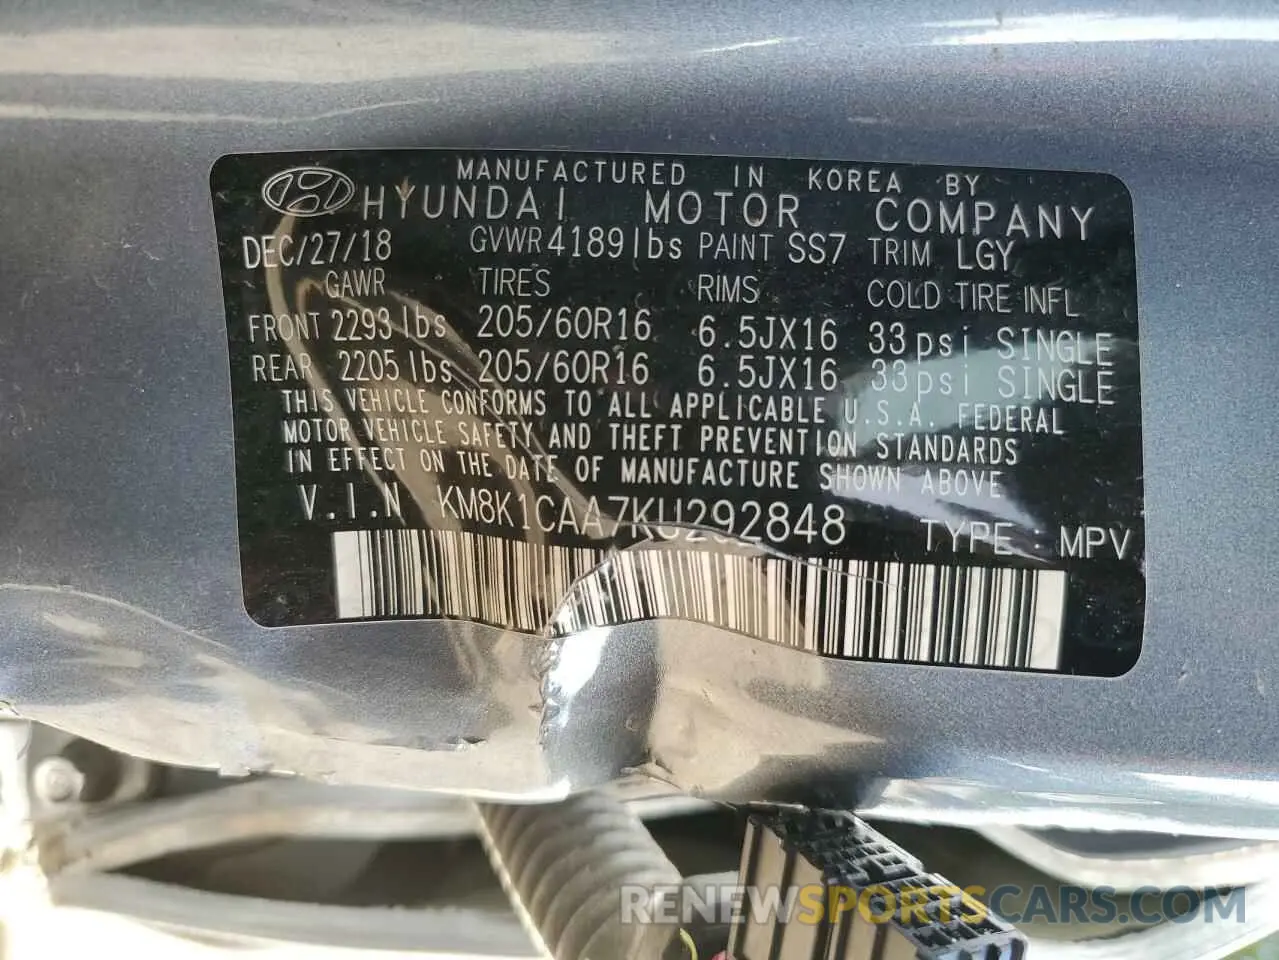 MANUFACTURED IN KOREA BY
HYUNDAI MOTOR COMPANY
DEC/27/18 GVWR 4189lbs PAINT SS7 TRIM LGY
GAWR TIRES RIMS COLD TIRE INFL
FRONT 2293 lbs 205/60R16 6.5JX16 33 psi SINGLE
REAR 2205 lbs 205/60R16 6.5JX16 33 psi SINGLE
THIS VEHICLE CONFORMS TO ALL APPLICABLE U.S.A. FEDERAL
MOTOR VEHICLE SAFETY AND THEFT PREVENTION STANDARDS
IN EFFECT ON THE DATE OF MANUFACTURE SHOWN ABOVE
V.I.N KM8K1CAA7KU292848 TYPE : MPV
RENEWSPORTSCARS.COM